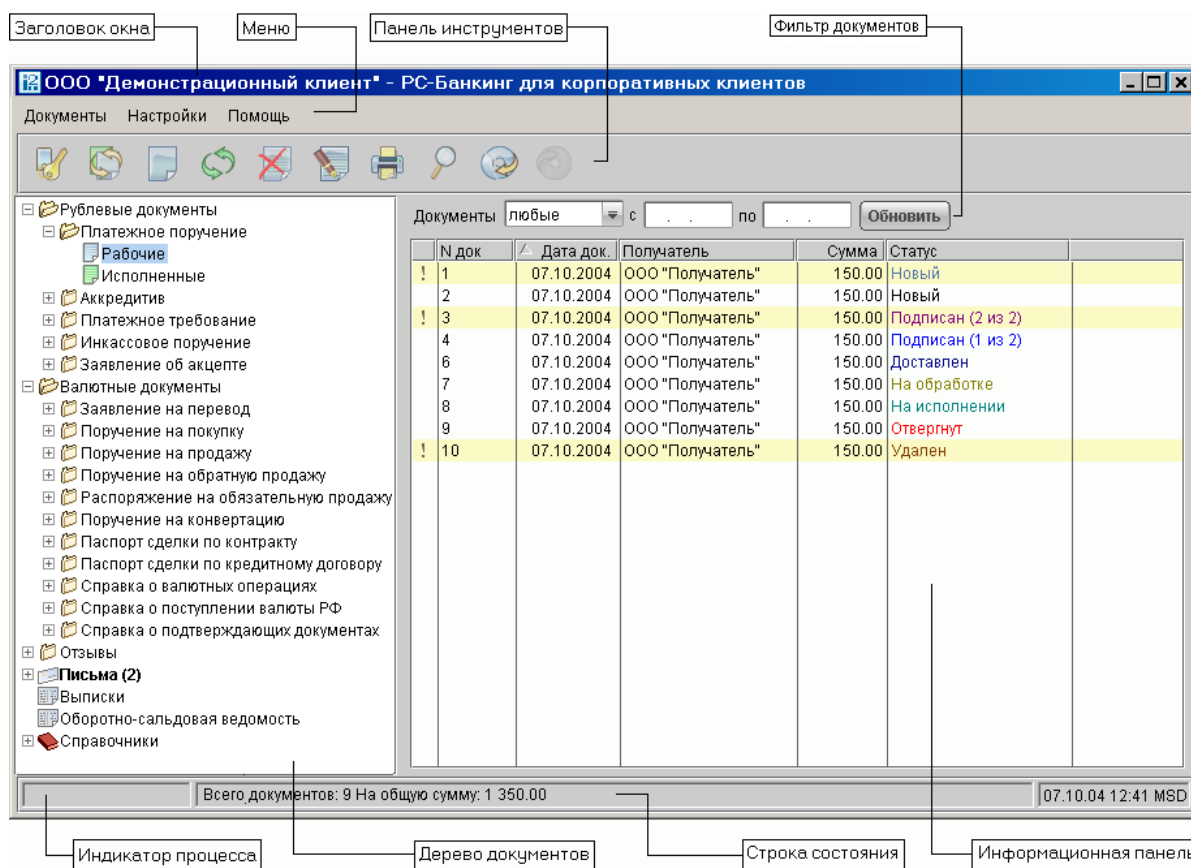 Заголовок окна
Меню
Панель инструментов
Фильтр документов
ООО "Демонстрационный клиент" - РС-Банкинг для корпоративных клиентов
Документы Настройки Помощь
Рублевые документы
Платежное поручение
Рабочие
Исполненные
Аккредитив
Платежное требование
Инкассовое поручение
Заявление об акцепте
Валютные документы
Заявление на перевод
Поручение на покупку
Поручение на продажу
Поручение на обратную продажу
Распоряжение на обязательную продажу
Поручение на конвертацию
Паспорт сделки по контракту
Паспорт сделки по кредитному договору
Справка о валютных операциях
Справка о поступлении валюты РФ
Справка о подтверждающих документах
Отзывы
Письма (2)
Выписки
Оборотно-сальдовая ведомость
Справочники
Документы любые с . . по . . Обновить
N док Дата док. Получатель Сумма Статус
! 1 07.10.2004 ООО "Получатель" 150.00 Новый
2 07.10.2004 ООО "Получатель" 150.00 Новый
! 3 07.10.2004 ООО "Получатель" 150.00 Подписан (2 из 2)
4 07.10.2004 ООО "Получатель" 150.00 Подписан (1 из 2)
6 07.10.2004 ООО "Получатель" 150.00 Доставлен
7 07.10.2004 ООО "Получатель" 150.00 На обработке
8 07.10.2004 ООО "Получатель" 150.00 На исполнении
9 07.10.2004 ООО "Получатель" 150.00 Отвергнут
! 10 07.10.2004 ООО "Получатель" 150.00 Удален
Всего документов: 9 На общую сумму: 1 350.00
07.10.04 12:41 MSD
Индикатор процесса
Дерево документов
Строка состояния
Информационная панель